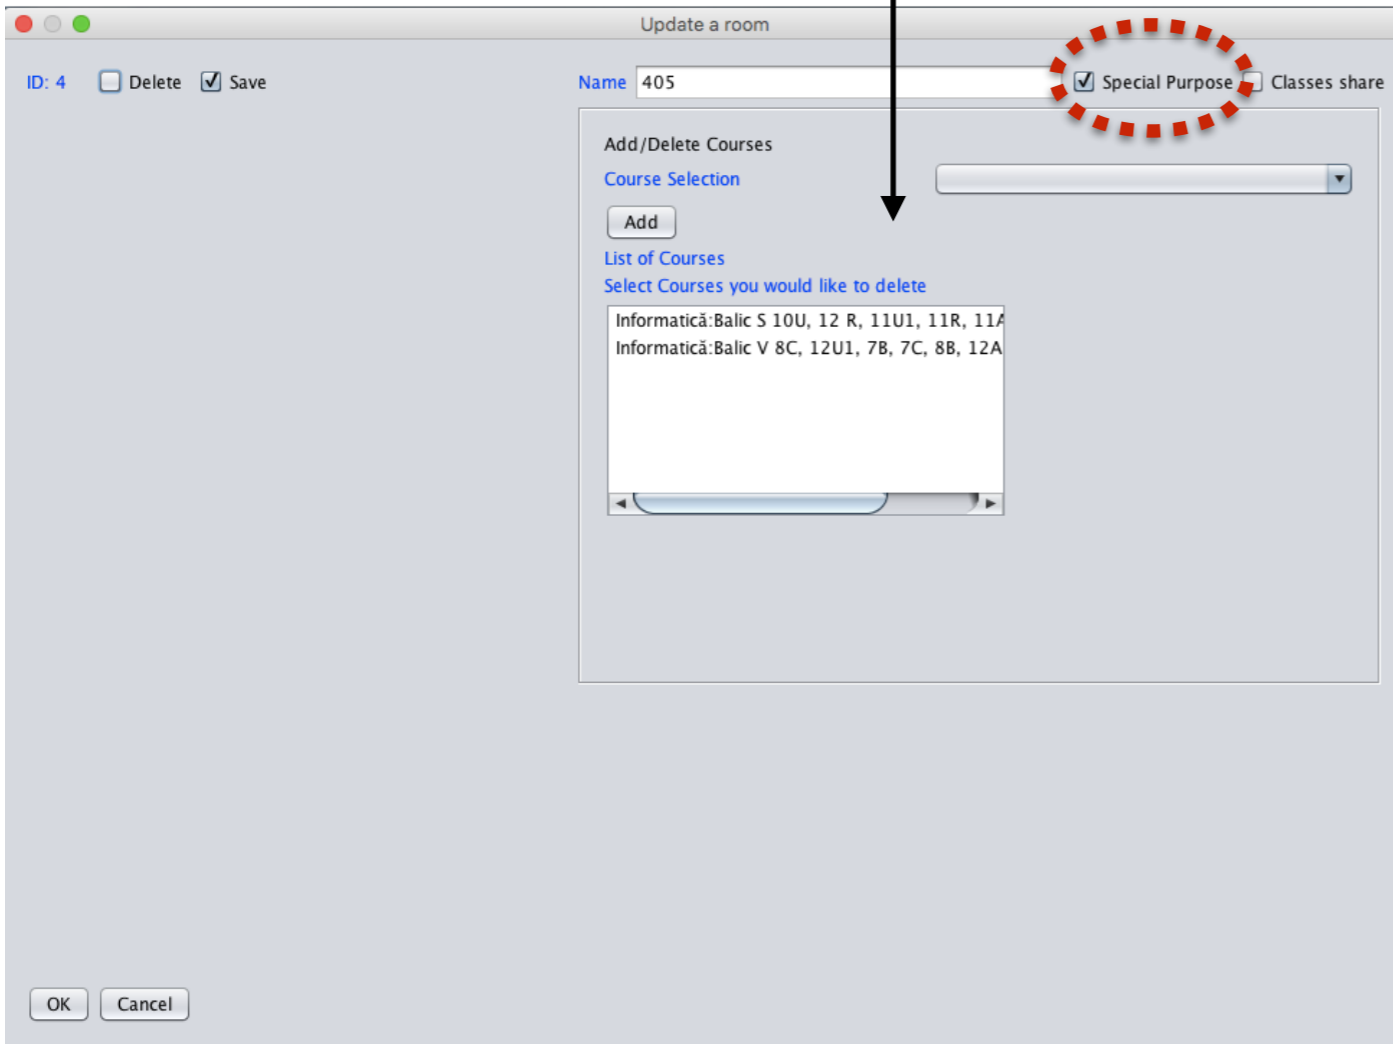 Update a room
ID: 4 Delete Save Name 405 Special Purpose Classes share
Add/Delete Courses
Course Selection
Add
List of Courses
Select Courses you would like to delete
Informatică:Balic S 10U, 12 R, 11U1, 11R, 11A
Informatică:Balic V 8C, 12U1, 7B, 7C, 8B, 12A
OK Cancel